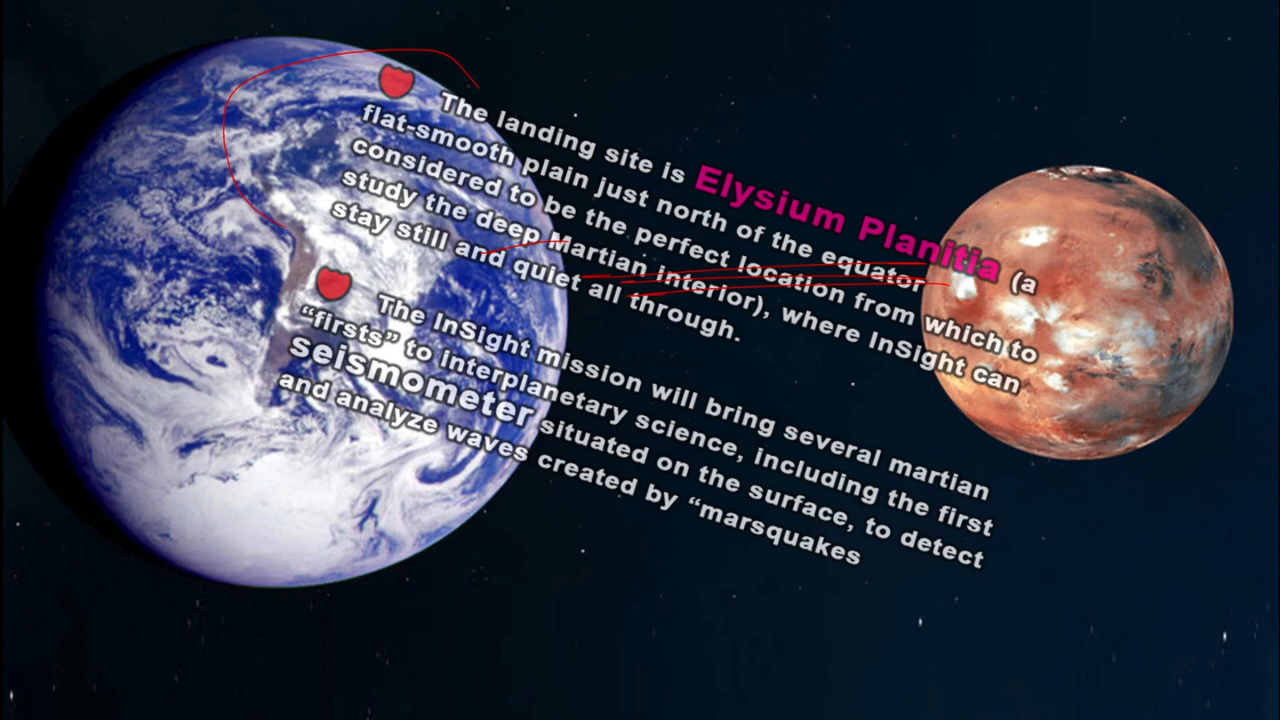 The landing site is Elysium Planitia (a
flat-smooth plain just north of the equator
considered to be the perfect location from which to
study the deep Martian interior), where InSight can
stay still and quiet all through.
The InSight mission will bring several martian
“firsts” to interplanetary science, including the first
seismometer situated on the surface, to detect
and analyze waves created by “marsquakes